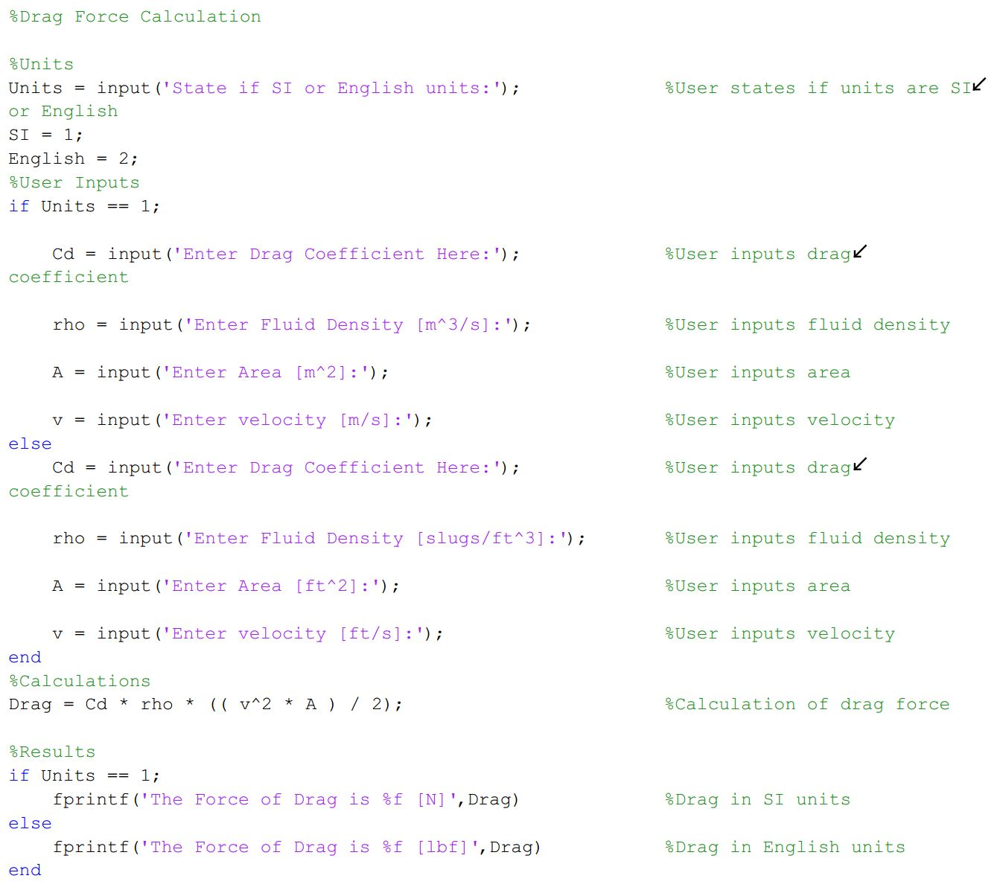 %Drag Force Calculation
%Units
Units = input('State if SI or English units:'); %User states if units are SI↙
or English
SI = 1;
English = 2;
%User Inputs
if Units == 1;
Cd = input('Enter Drag Coefficient Here:'); %User inputs drag↙
coefficient
rho = input('Enter Fluid Density [m^3/s]:'); %User inputs fluid density
A = input('Enter Area [m^2]:'); %User inputs area
v = input('Enter velocity [m/s]:'); %User inputs velocity
else
Cd = input('Enter Drag Coefficient Here:'); %User inputs drag↙
coefficient
rho = input('Enter Fluid Density [slugs/ft^3]:'); %User inputs fluid density
A = input('Enter Area [ft^2]:'); %User inputs area
v = input('Enter velocity [ft/s]:'); %User inputs velocity
end
%Calculations
Drag = Cd * rho * (( v^2 * A ) / 2); %Calculation of drag force
%Results
if Units == 1;
fprintf('The Force of Drag is %f [N]',Drag) %Drag in SI units
else
fprintf('The Force of Drag is %f [lbf]',Drag) %Drag in English units
end